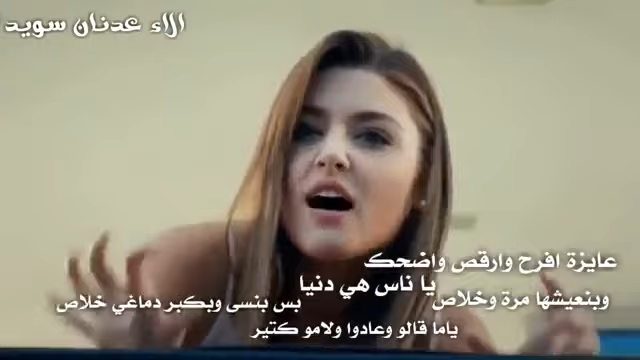 الاء عدنان سويد
عايزة افرح وارقص واضحك
يا ناس هي دنيا
وبنعيشها مرة وخلاص
بس بنسى وبكبر دماغي خلاص
ياما قالو وعادوا ولامو كتير